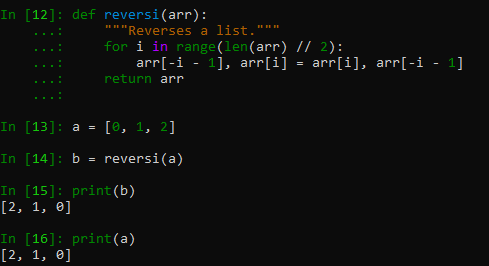 In [12]: def reversi(arr):
    ...:     """Reverses a list."""
    ...:     for i in range(len(arr) // 2):
    ...:         arr[-i - 1], arr[i] = arr[i], arr[-i - 1]
    ...:     return arr
    ...:
In [13]: a = [0, 1, 2]
In [14]: b = reversi(a)
In [15]: print(b)
[2, 1, 0]
In [16]: print(a)
[2, 1, 0]